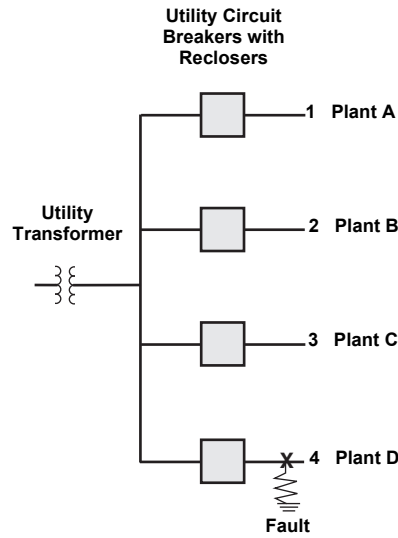 Utility Circuit
Breakers with
Reclosers
1 Plant A
2 Plant B
Utility
Transformer
3 Plant C
X
4 Plant D
Fault